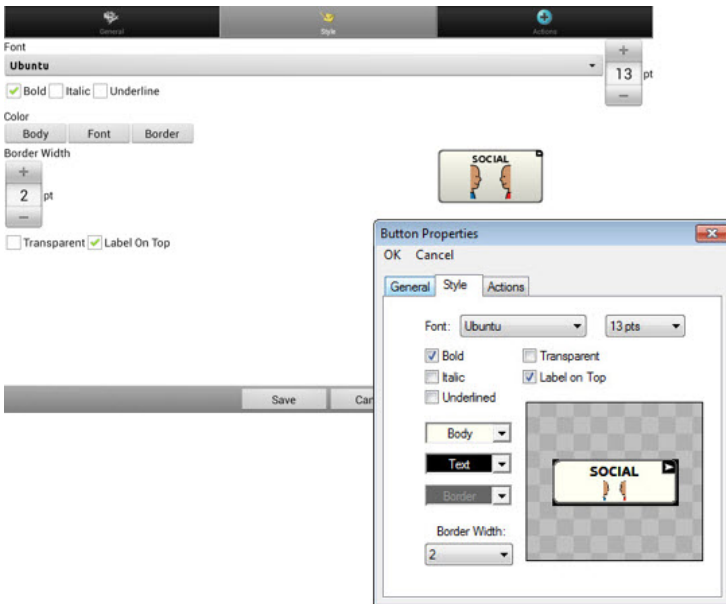 General Style Actions
Font
Ubuntu
13 pt
Bold Italic Underline
Color
Body Font Border
Border Width
2 pt
Transparent Label On Top
SOCIAL
Save
Button Properties
OK Cancel
General Style Actions
Font: Ubuntu 13 pts
Bold Transparent
Italic Label on Top
Underlined
Body
Text
Border
SOCIAL
Border Width:
2